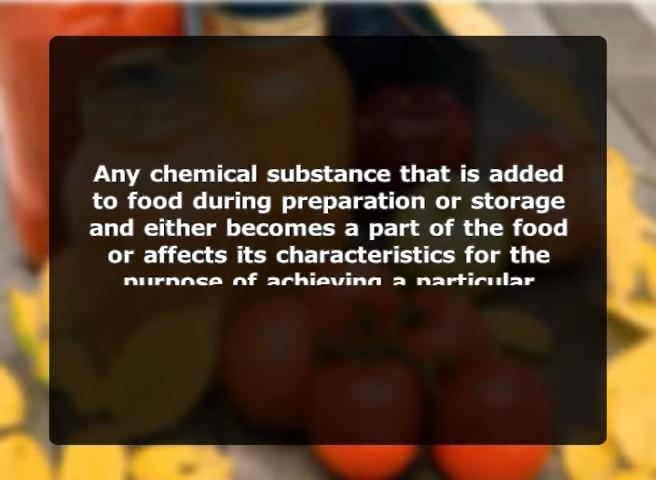 Any chemical substance that is added
to food during preparation or storage
and either becomes a part of the food
or affects its characteristics for the
purpose of achieving a particular